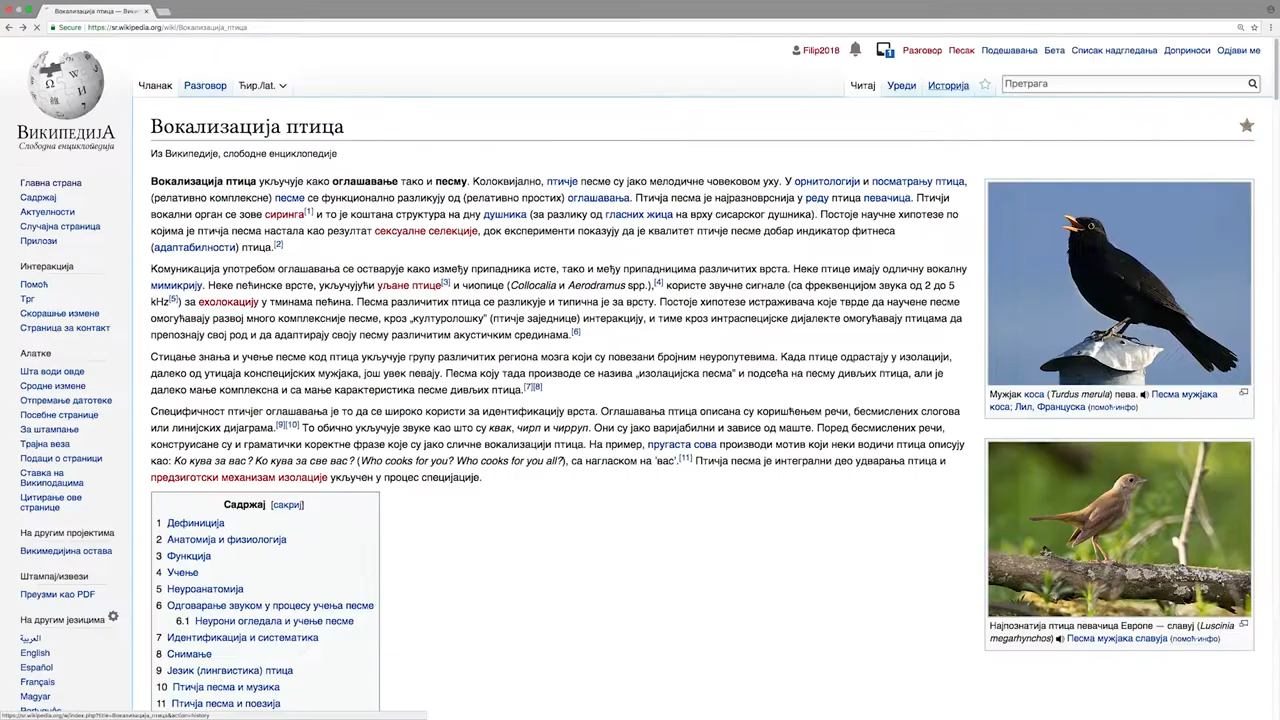 Вокализација птица — Вики
Secure
https://sr.wikipedia.org/wiki/Вокализација_птица
Filip2018
1
Разговор
Песак
Подешавања
Бета
Списак надгледања
Доприноси
Одјави ме
Чланак
Разговор
Ћир./lat.
Читај
Уреди
Историја
Претрага
ВикипедијА
Слободна енциклопедија
Главна страна
Садржај
Актуелности
Случајна страница
Прилози
Интеракција
Помоћ
Трг
Скорашње измене
Страница за контакт
Алатке
Шта води овде
Сродне измене
Отпремање датотеке
Посебне странице
За штампање
Трајна веза
Подаци о страници
Ставка на
Википодацима
Цитирање ове
странице
На другим пројектима
Викимедијина остава
Штампај/извези
Преузми као PDF
На другим језицима
العربية
English
Español
Français
Magyar
Português
Вокализација птица
Из Википедије, слободне енциклопедије
Вокализација птица укључује како оглашавање тако и песму. Колоквијално, птичје песме су јако мелодичне човековом уху. У орнитологији и посматрању птица,
(релативно комплексне) песме се функционално разликују од (релативно простих) оглашавања. Птичја песма је најразноврснија у реду птица певачица. Птичји
вокални орган се зове сиринга[1] и то је коштана структура на дну душника (за разлику од гласних жица на врху сисарског душника). Постоје научне хипотезе по
којима је птичја песма настала као резултат сексуалне селекције, док експерименти показују да је квалитет птичје песме добар индикатор фитнеса
(адаптабилности) птица.[2]
Комуникација употребом оглашавања се остварује како између припадника исте, тако и међу припадницима различитих врста. Неке птице имају одличну вокалну
мимикрију. Неке пећинске врсте, укључујући уљане птице[3] и чиопице (Collocalia и Aerodramus spp.),[4] користе звучне сигнале (са фреквенцијом звука од 2 до 5
kHz[5]) за ехолокацију у тминама пећина. Песма различитих птица се разликује и типична је за врсту. Постоје хипотезе истраживача које тврде да научене песме
омогућавају развој много комплексније песме, кроз „културолошку” (птичје заједнице) интеракцију, и тиме кроз интраспецијске дијалекте омогућавају птицама да
препознају свој род и да адаптирају своју песму различитим акустичким срединама.[6]
Стицање знања и учење песме код птица укључује групу различитих региона мозга који су повезани бројним неуропутевима. Када птице одрастају у изолацији,
далеко од утицаја конспецијских мужјака, још увек певају. Песма коју тада производе се назива „изолацијска песма” и подсећа на песму дивљих птица, али је
далеко мање комплексна и са мање карактеристика песме дивљих птица.[7][8]
Специфичност птичјег оглашавања је то да се широко користи за идентификацију врста. Оглашавања птица описана су коришћењем речи, бесмислених слогова
или линијских дијаграма.[9][10] То обично укључује звуке као што су квак, чирп и чирруп. Они су јако варијабилни и зависе од маште. Поред бесмислених речи,
конструисане су и граматички коректне фразе које су јако сличне вокализацији птица. На пример, пругаста сова производи мотив који неки водичи птица описују
као: Ко кува за вас? Ко кува за све вас? (Who cooks for you? Who cooks for you all?), са нагласком на 'вас'.[11] Птичја песма је интегрални део удварања птица и
предзиготски механизам изолације укључен у процес специјације.
Садржај [сакриј]
1 Дефиниција
2 Анатомија и физиологија
3 Функција
4 Учење
5 Неуроанатомија
6 Одговарање звуком у процесу учења песме
6.1 Неурони огледала и учење песме
7 Идентификација и систематика
8 Снимање
9 Језик (лингвистика) птица
10 Птичја песма и музика
11 Птичја песма и поезија
Мужјак коса (Turdus merula) пева. Песма мужјака
коса; Лил, Француска (помоћ·инфо)
Најпознатија птица певачица Европе — славуј (Luscinia
megarhynchos) Песма мужјака славуја (помоћ·инфо)
https://sr.wikipedia.org/w/index.php?title=Вокализација_птица&action=history